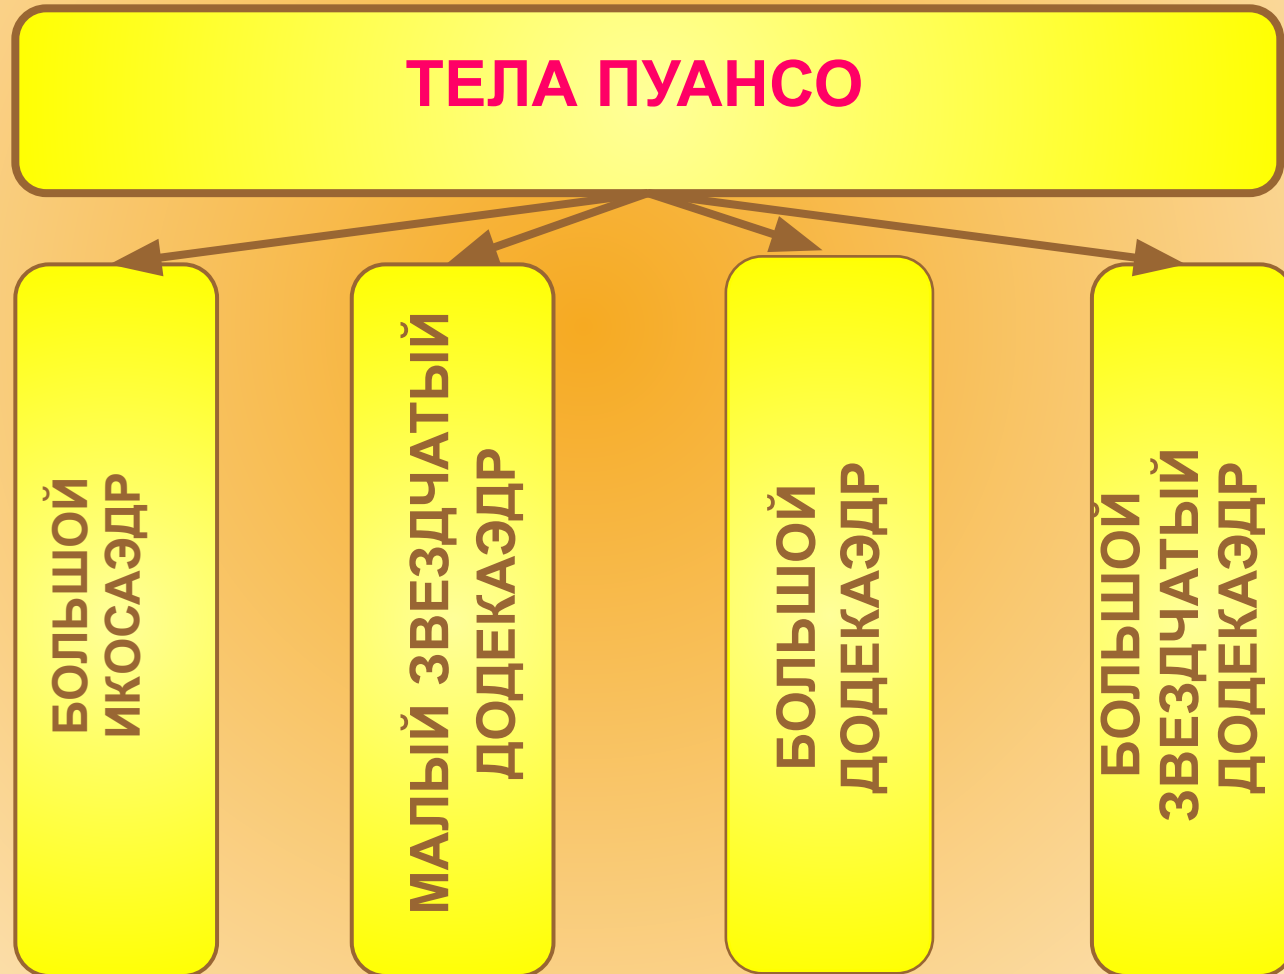 ТЕЛА ПУАНСО
БОЛЬШОЙ
ИКОСАЭДР
МАЛЫЙ ЗВЕЗДЧАТЫЙ
ДОДЕКАЭДР
БОЛЬШОЙ
ДОДЕКАЭДР
БОЛЬШОЙ
ЗВЕЗДЧАТЫЙ
ДОДЕКАЭДР